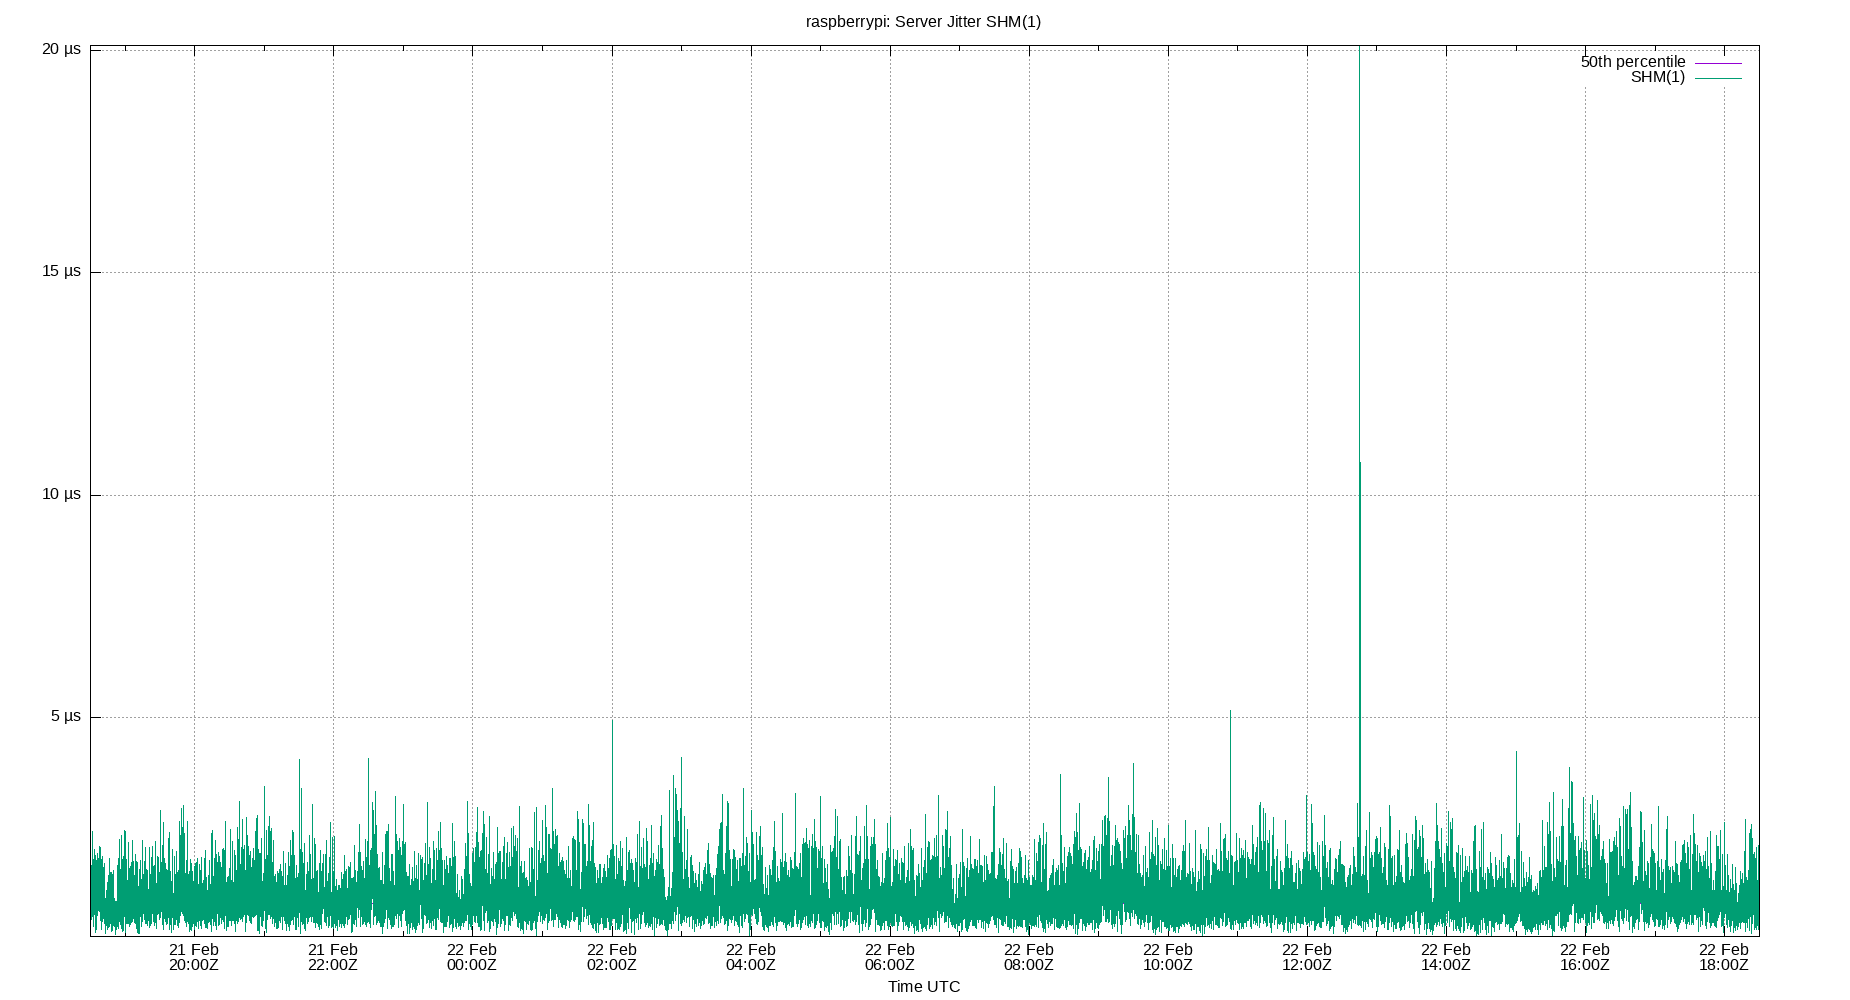 raspberrypi: Server Jitter SHM(1)
20 µs
15 µs
10 µs
5 µs
50th percentile
SHM(1)
21 Feb 21 Feb 22 Feb 22 Feb 22 Feb 22 Feb 22 Feb 22 Feb 22 Feb 22 Feb 22 Feb 22 Feb
20:00Z 22:00Z 00:00Z 02:00Z 04:00Z 06:00Z 08:00Z 10:00Z 12:00Z 14:00Z 16:00Z 18:00Z
Time UTC